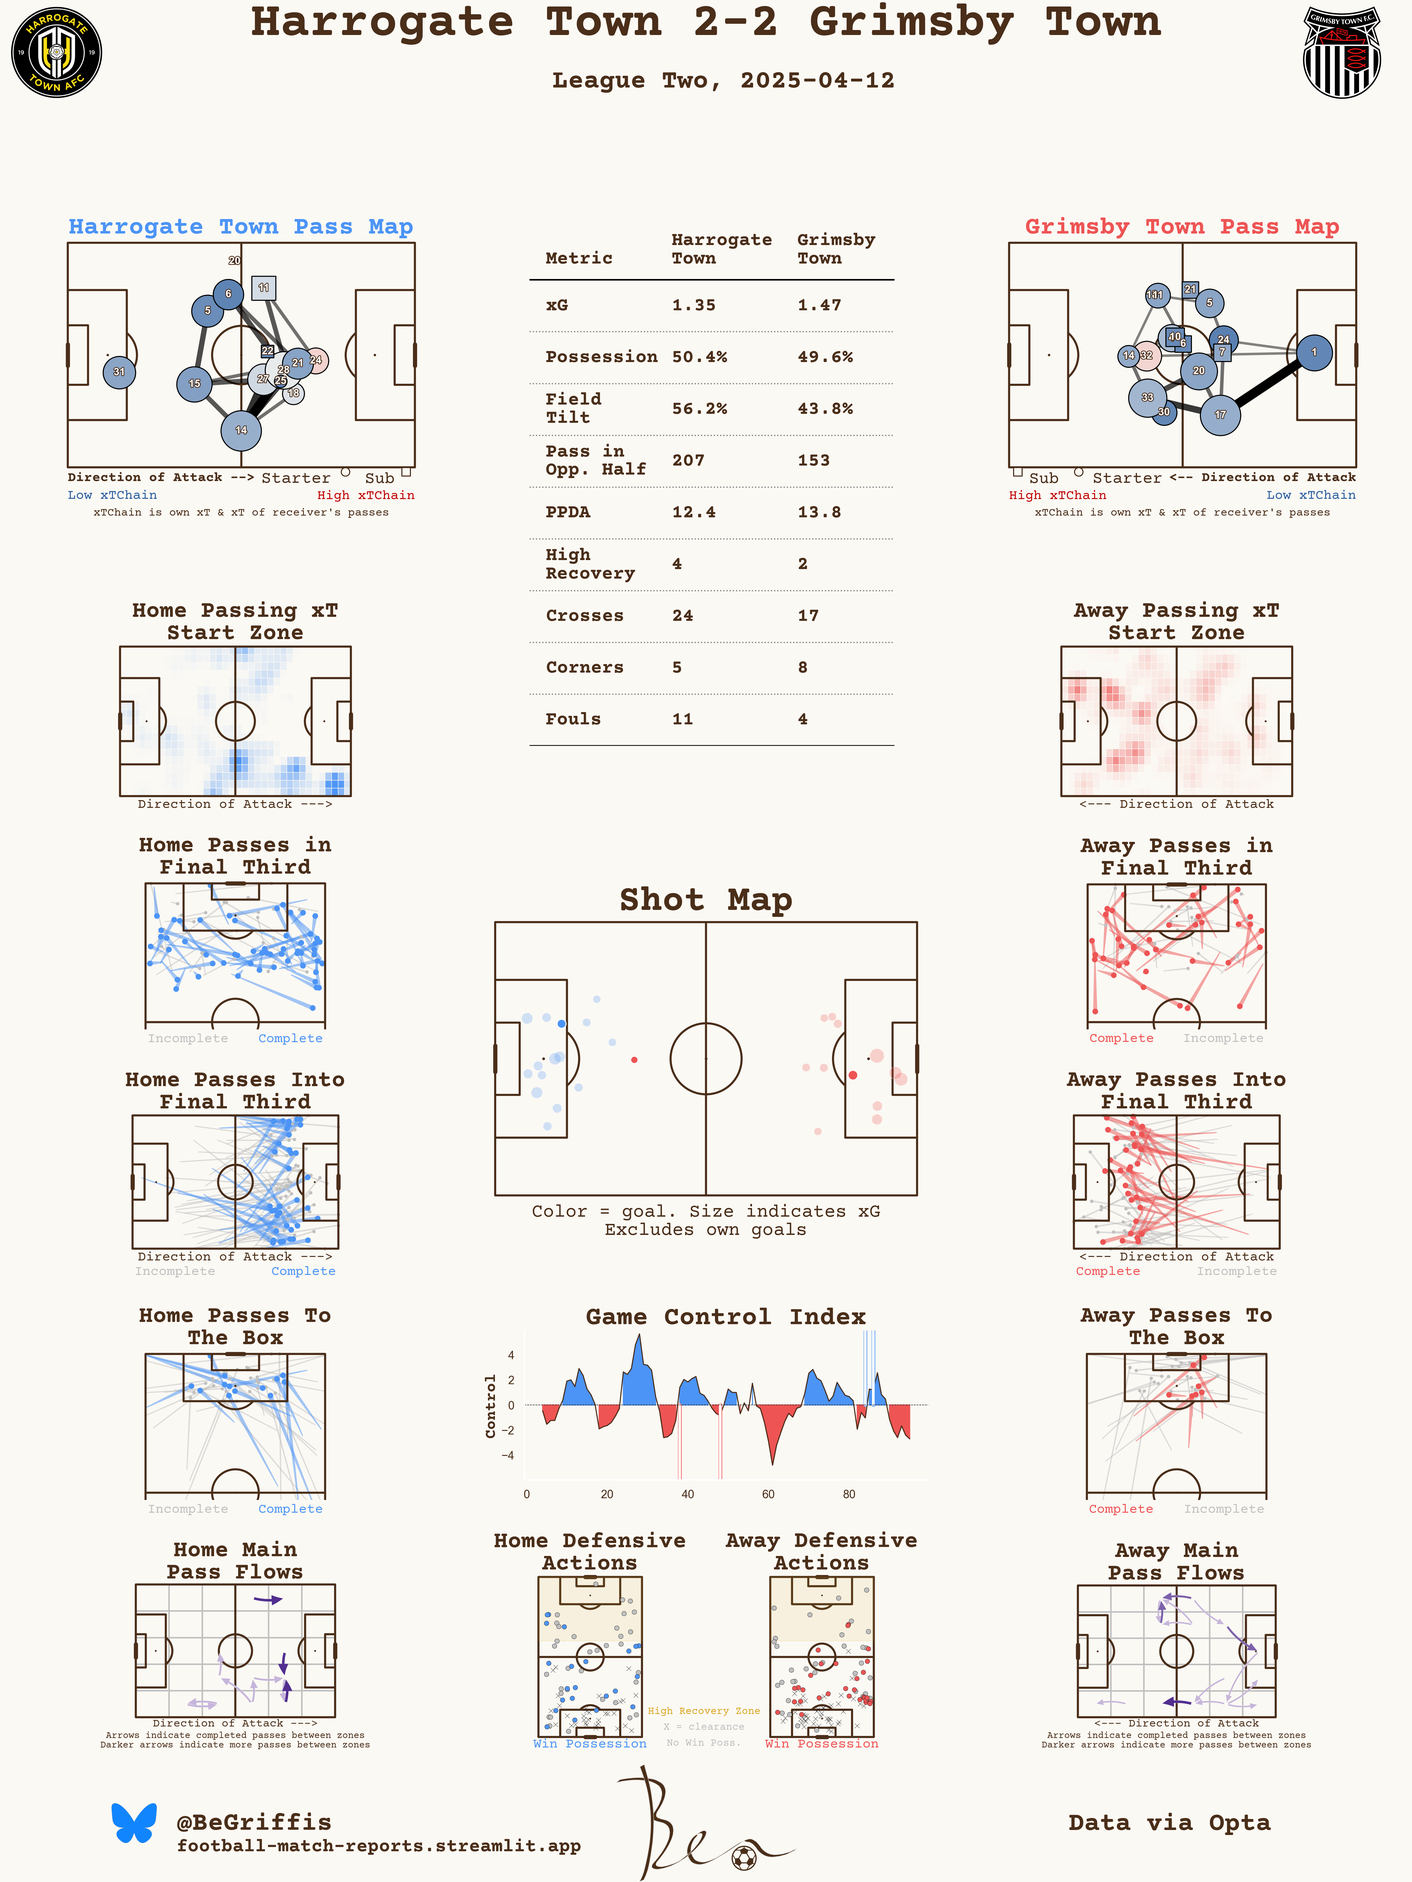 Harrogate Town 2-2 Grimsby Town
League Two, 2025-04-12
HARROGATE
19 19
TOWN AFC
GRIMSBY TOWN F.C.
Harrogate Town Pass Map
20
11
6
5
22
24
21
28
27
25
18
31
15
14
Direction of Attack --> Starter Sub
Low xTChain High xTChain
xTChain is own xT & xT of receiver's passes
Metric Harrogate Town Grimsby Town
xG 1.35 1.47
Possession 50.4% 49.6%
Field Tilt 56.2% 43.8%
Pass in Opp. Half 207 153
PPDA 12.4 13.8
High Recovery 4 2
Crosses 24 17
Corners 5 8
Fouls 11 4
Grimsby Town Pass Map
11
21
5
10
6
24
7
1
14
32
20
33
30
17
Sub Starter <-- Direction of Attack
High xTChain Low xTChain
xTChain is own xT & xT of receiver's passes
Home Passing xT
Start Zone
Direction of Attack --->
Away Passing xT
Start Zone
<--- Direction of Attack
Home Passes in
Final Third
Incomplete Complete
Away Passes in
Final Third
Complete Incomplete
Shot Map
Color = goal. Size indicates xG
Excludes own goals
Home Passes Into
Final Third
Direction of Attack --->
Incomplete Complete
Away Passes Into
Final Third
<--- Direction of Attack
Complete Incomplete
Home Passes To
The Box
Incomplete Complete
Game Control Index
Control
4
2
0
−2
−4
0 20 40 60 80
Away Passes To
The Box
Complete Incomplete
Home Main
Pass Flows
Direction of Attack --->
Arrows indicate completed passes between zones
Darker arrows indicate more passes between zones
Home Defensive
Actions
Win Possession
Away Defensive
Actions
Win Possession
High Recovery Zone
X = clearance
No Win Poss.
Away Main
Pass Flows
<--- Direction of Attack
Arrows indicate completed passes between zones
Darker arrows indicate more passes between zones
@BeGriffis
football-match-reports.streamlit.app
Ben
Data via Opta